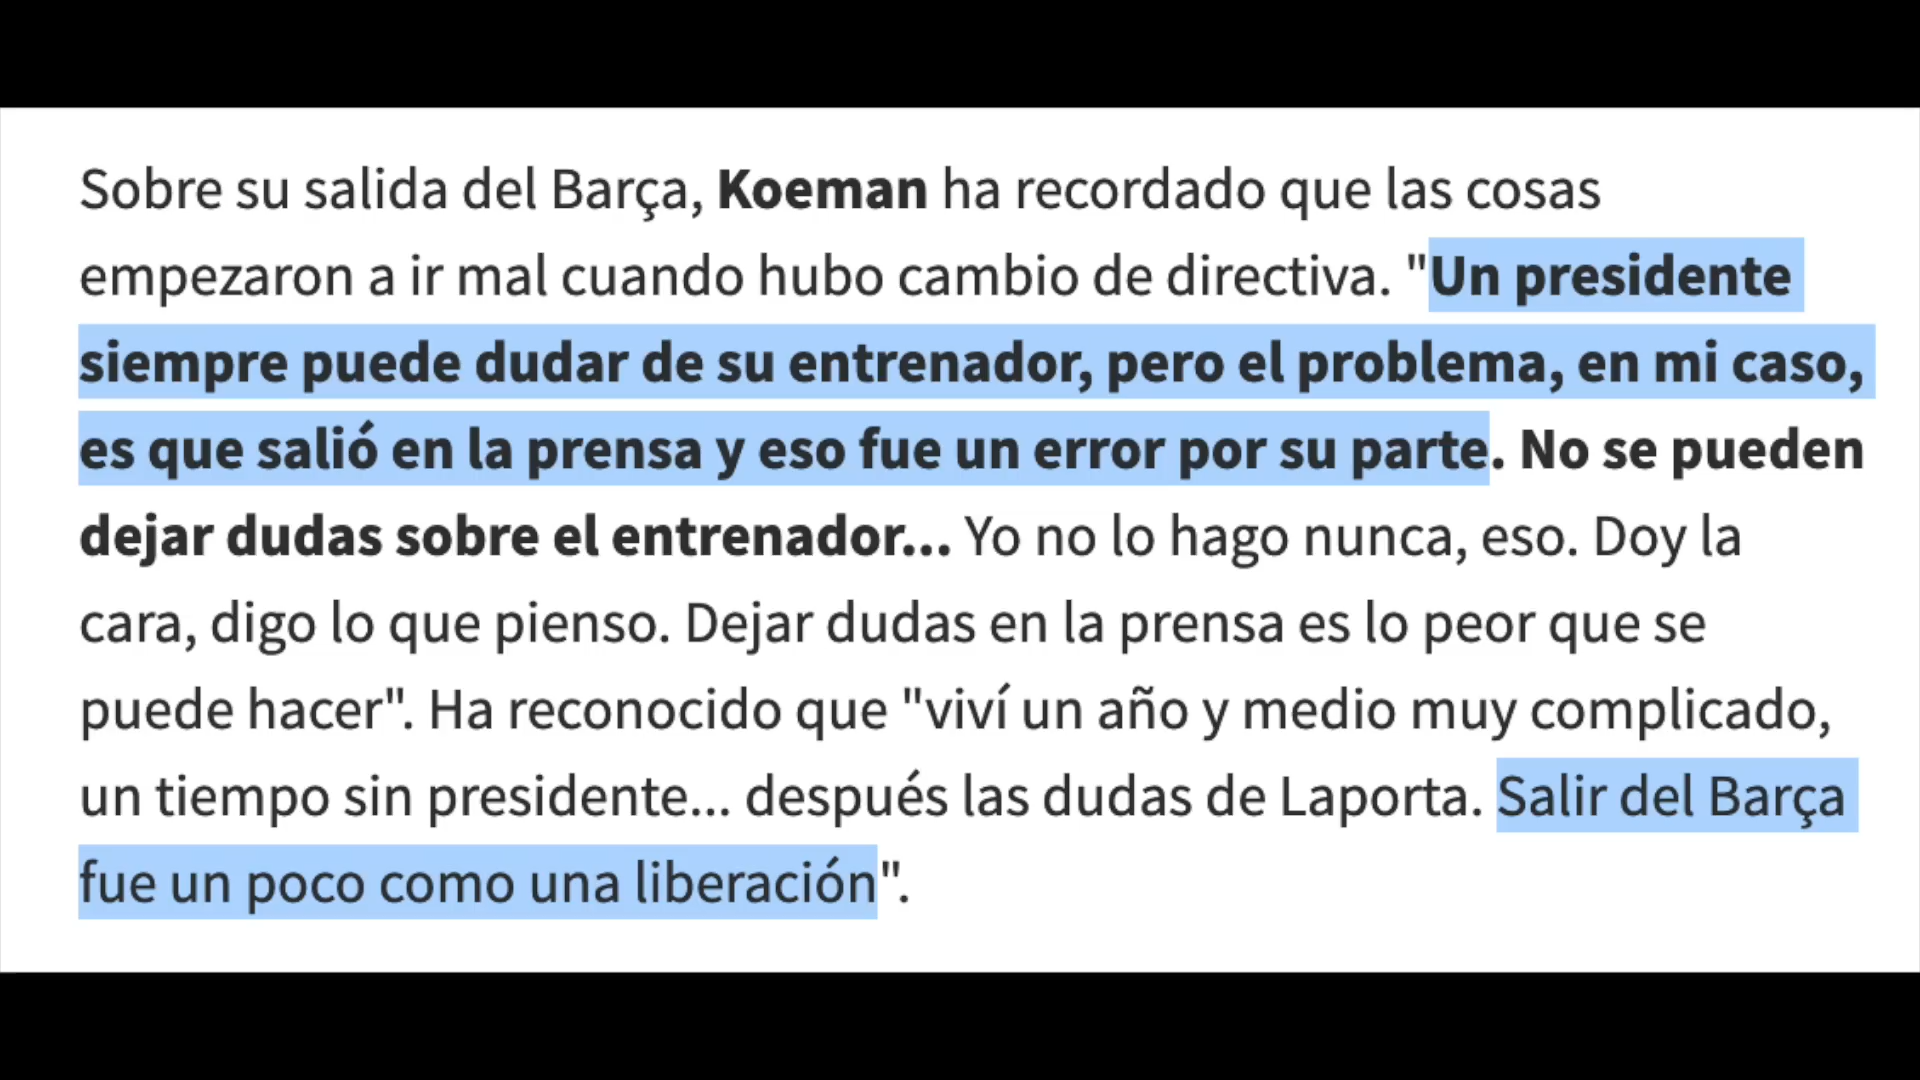 Sobre su salida del Barça, Koeman ha recordado que las cosas
empezaron a ir mal cuando hubo cambio de directiva. "Un presidente
siempre puede dudar de su entrenador, pero el problema, en mi caso,
es que salió en la prensa y eso fue un error por su parte. No se pueden
dejar dudas sobre el entrenador... Yo no lo hago nunca, eso. Doy la
cara, digo lo que pienso. Dejar dudas en la prensa es lo peor que se
puede hacer". Ha reconocido que "viví un año y medio muy complicado,
un tiempo sin presidente... después las dudas de Laporta. Salir del Barça
fue un poco como una liberación".